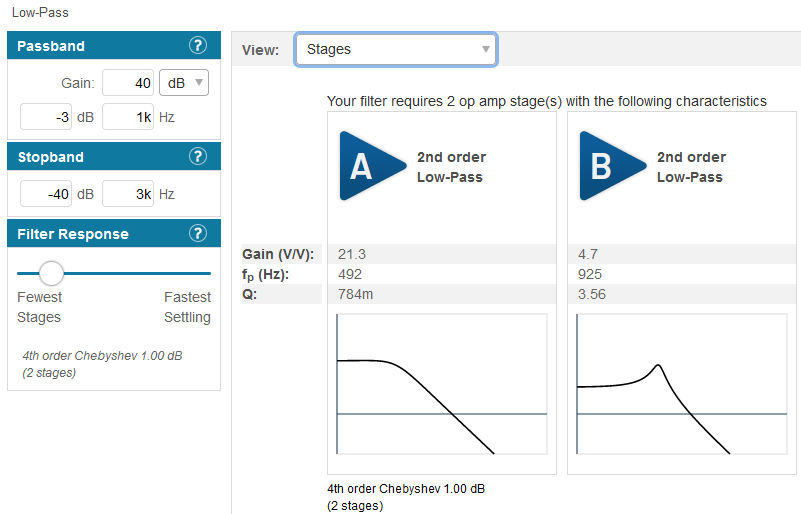 Low-Pass
Passband ?
Gain: 40 dB
-3 dB 1k Hz
Stopband ?
-40 dB 3k Hz
Filter Response ?
Fewest Stages
Fastest Settling
4th order Chebyshev 1.00 dB
(2 stages)
View: Stages
Your filter requires 2 op amp stage(s) with the following characteristics
A 2nd order
Low-Pass
B 2nd order
Low-Pass
Gain (V/V): 21.3 4.7
fp (Hz): 492 925
Q: 784m 3.56
4th order Chebyshev 1.00 dB
(2 stages)